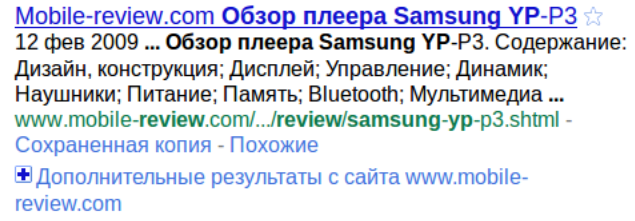 Mobile-review.com Обзор плеера Samsung YP-P3
12 фев 2009 ... Обзор плеера Samsung YP-P3. Содержание:
Дизайн, конструкция; Дисплей; Управление; Динамик;
Наушники; Питание; Память; Bluetooth; Мультимедиа ...
www.mobile-review.com/.../review/samsung-yp-p3.shtml -
Сохраненная копия - Похожие
Дополнительные результаты с сайта www.mobile-
review.com